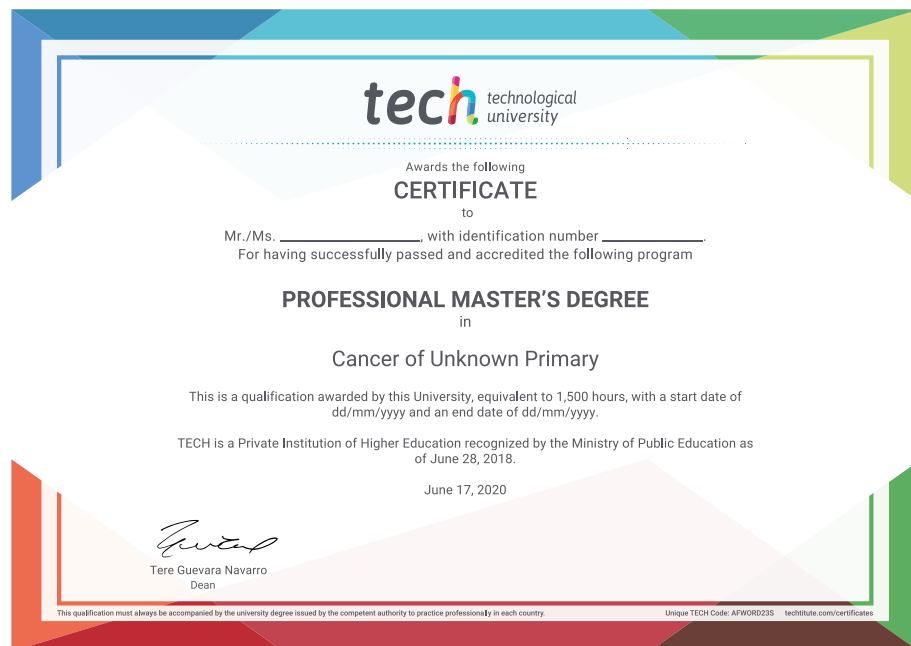 tech technological
university
Awards the following
CERTIFICATE
to
Mr./Ms. ____________________, with identification number ______________.
For having successfully passed and accredited the following program
PROFESSIONAL MASTER'S DEGREE
in
Cancer of Unknown Primary
This is a qualification awarded by this University, equivalent to 1,500 hours, with a start date of
dd/mm/yyyy and an end date of dd/mm/yyyy.
TECH is a Private Institution of Higher Education recognized by the Ministry of Public Education as
of June 28, 2018.
June 17, 2020
Tere Guevara Navarro
Dean
This qualification must always be accompanied by the university degree issued by the competent authority to practice professionally in each country. Unique TECH Code: AFWORD23S techtitute.com/certificates